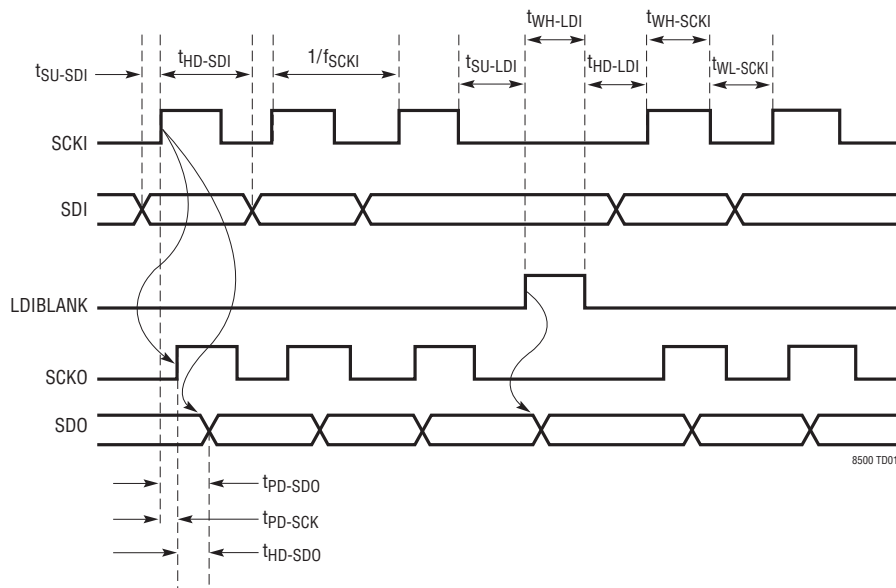 tWH-LDI
tWH-SCKI
tHD-SDI
1/fSCKI
tSU-LDI
tHD-LDI
tSU-SDI
tWL-SCKI
SCKI
SDI
LDIBLANK
SCKO
SDO
8500 TD01
tPD-SDO
tPD-SCK
tHD-SDO